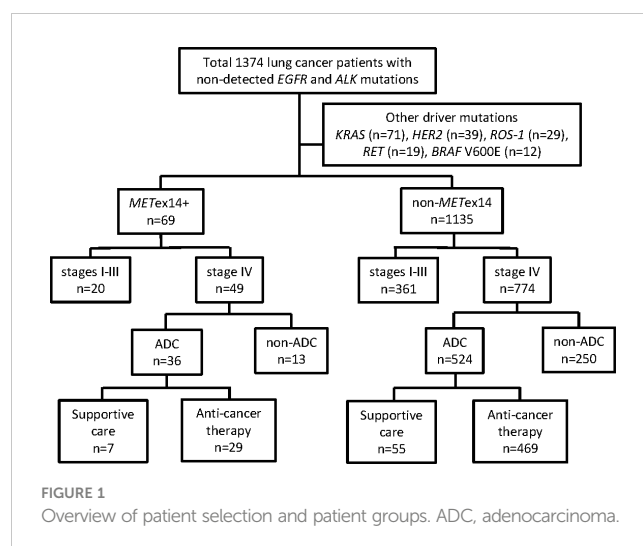 Total 1374 lung cancer patients with
non-detected EGFR and ALK mutations
Other driver mutations
KRAS (n=71), HER2 (n=39), ROS-1 (n=29),
RET (n=19), BRAF V600E (n=12)
METex14+
n=69
non-METex14
n=1135
stages I-III
n=20
stage IV
n=49
stages I-III
n=361
stage IV
n=774
ADC
n=36
non-ADC
n=13
ADC
n=524
non-ADC
n=250
Supportive
care
n=7
Anti-cancer
therapy
n=29
Supportive
care
n=55
Anti-cancer
therapy
n=469
FIGURE 1
Overview of patient selection and patient groups. ADC, adenocarcinoma.